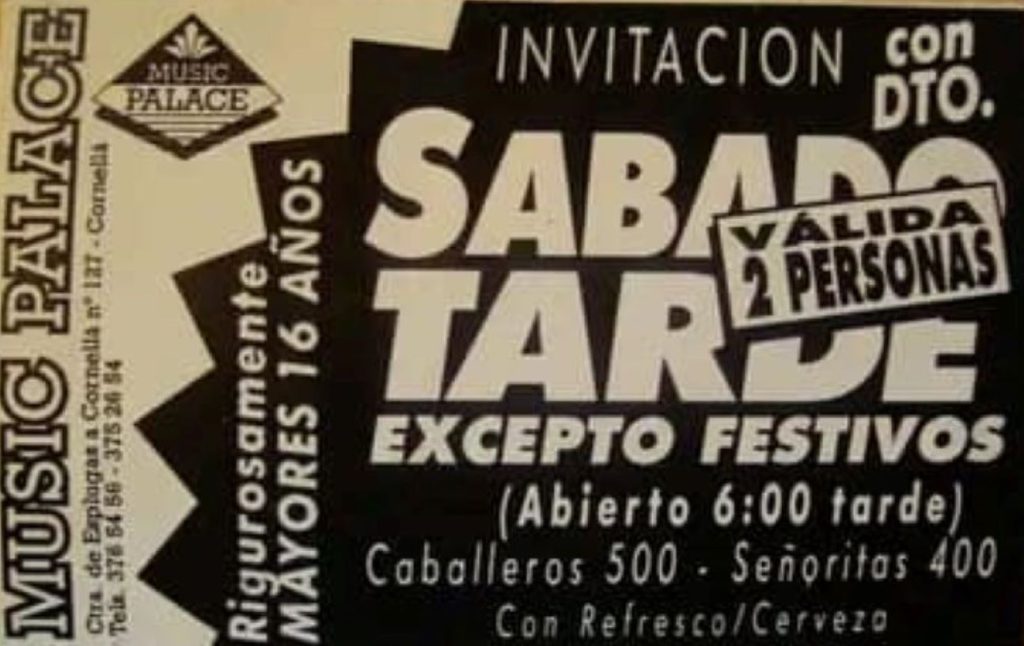 MUSIC PALACE
Ctra. de Esplugas a Cornellà nº 137 - Cornellà
Tels. 376 54 56 - 375 26 54
MUSIC
PALACE
Rigurosamente
MAYORES 16 AÑOS
INVITACION
con
DTO.
SABADO
TARDE
VÁLIDA
2 PERSONAS
EXCEPTO FESTIVOS
(Abierto 6:00 tarde)
Caballeros 500 - Señoritas 400
Con Refresco/Cerveza